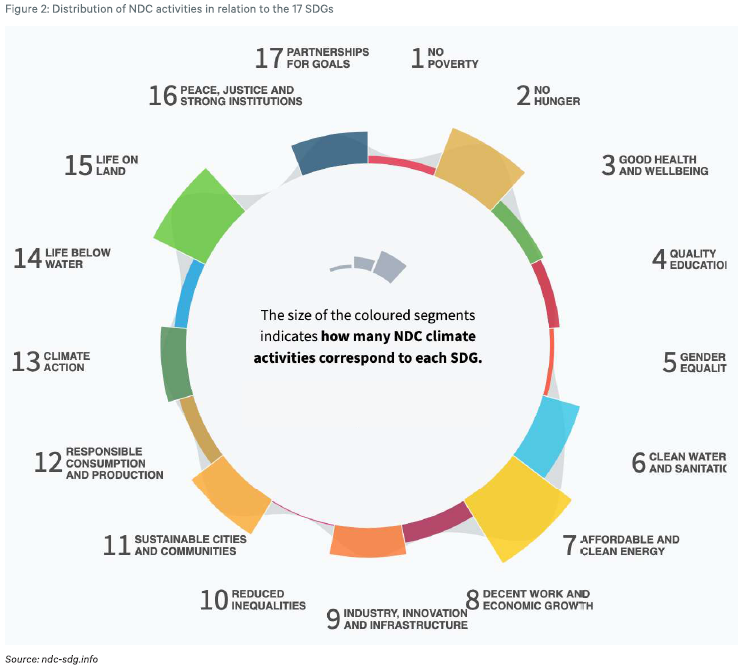 Figure 2: Distribution of NDC activities in relation to the 17 SDGs
17 PARTNERSHIPS
FOR GOALS
1 NO
POVERTY
2 NO
HUNGER
3 GOOD HEALTH
AND WELLBEING
4 QUALITY
EDUCATIO
5 GENDER
EQUALIT
6 CLEAN WATER
AND SANITATI
7 AFFORDABLE AND
CLEAN ENERGY
8 DECENT WORK AND
ECONOMIC GROWTH
9 INDUSTRY, INNOVATION
AND INFRASTRUCTURE
10 REDUCED
INEQUALITIES
11 SUSTAINABLE CITIES
AND COMMUNITIES
12 RESPONSIBLE
CONSUMPTION
AND PRODUCTION
13 CLIMATE
ACTION
14 LIFE BELOW
WATER
15 LIFE ON
LAND
16 PEACE, JUSTICE AND
STRONG INSTITUTIONS
The size of the coloured segments
indicates how many NDC climate
activities correspond to each SDG.
Source: ndc-sdg.info